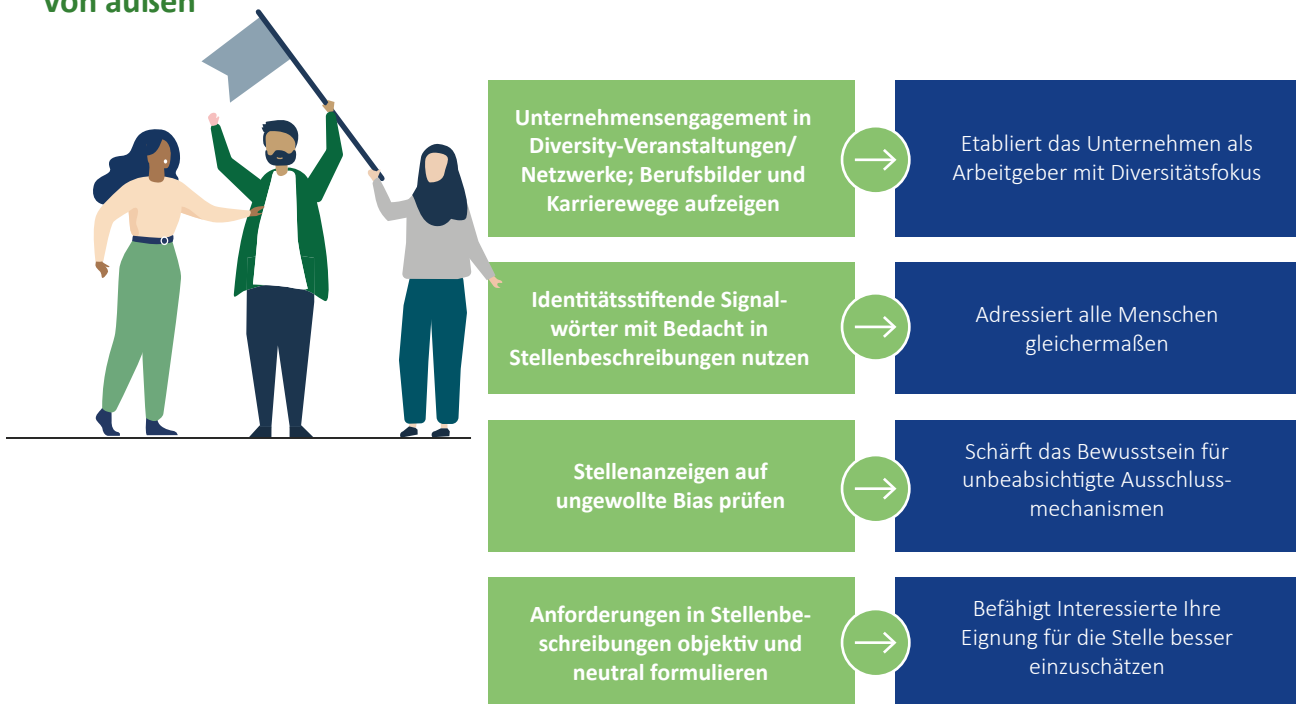 von außen
Unternehmensengagement in
Diversity-Veranstaltungen/
Netzwerke; Berufsbilder und
Karrierewege aufzeigen
Etabliert das Unternehmen als
Arbeitgeber mit Diversitätsfokus
Identitätsstiftende Signal-
wörter mit Bedacht in
Stellenbeschreibungen nutzen
Adressiert alle Menschen
gleichermaßen
Stellenanzeigen auf
ungewollte Bias prüfen
Schärft das Bewusstsein für
unbeabsichtigte Ausschluss-
mechanismen
Anforderungen in Stellenbe-
schreibungen objektiv und
neutral formulieren
Befähigt Interessierte Ihre
Eignung für die Stelle besser
einzuschätzen